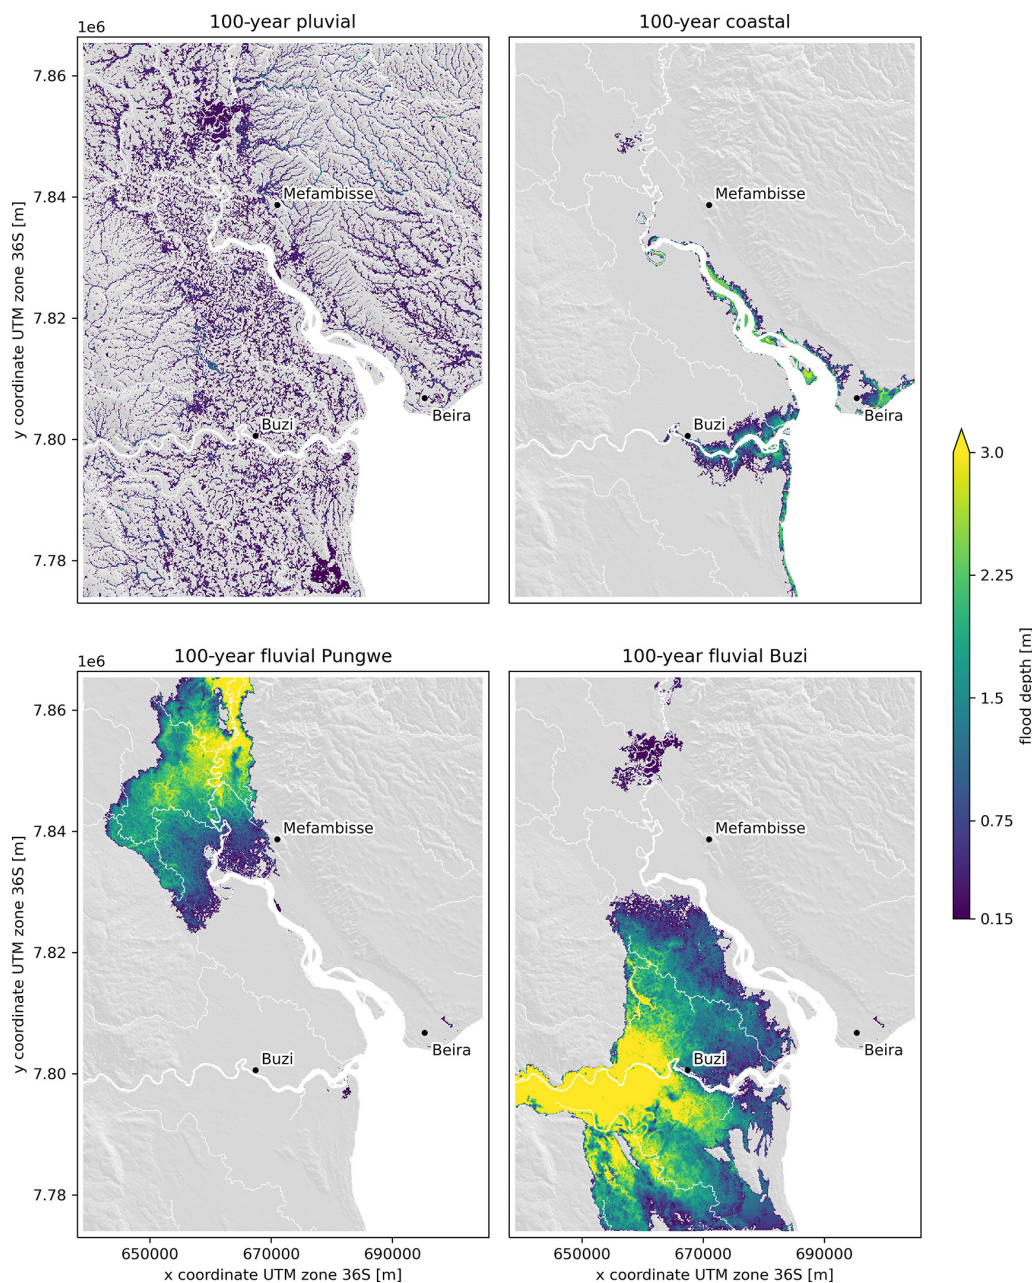 100-year pluvial
100-year coastal
1e6
7.86
7.84
7.82
7.80
7.78
y coordinate UTM zone 36S [m]
Mefambisse
Buzi
Beira
Mefambisse
Buzi
Beira
3.0
2.25
1.5
0.75
0.15
flood depth [m]
100-year fluvial Pungwe
100-year fluvial Buzi
1e6
7.86
7.84
7.82
7.80
7.78
y coordinate UTM zone 36S [m]
Mefambisse
Buzi
Beira
Mefambisse
Buzi
Beira
650000 670000 690000
650000 670000 690000
x coordinate UTM zone 36S [m]
x coordinate UTM zone 36S [m]